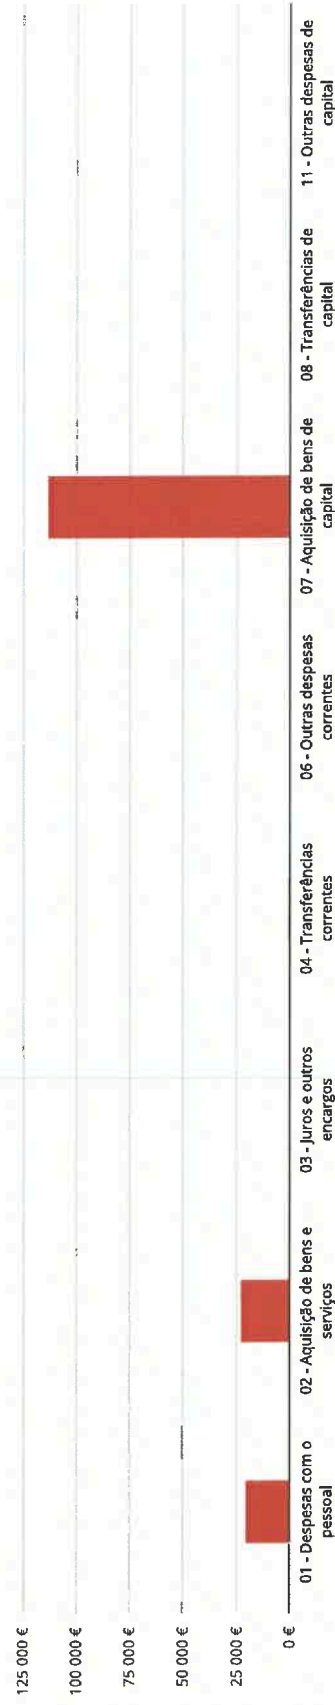 125 000 €
100 000 €
75 000 €
50 000 €
25 000 €
0 €
01 - Despesas com o
pessoal
02 - Aquisição de bens e
serviços
03 - Juros e outros
encargos
04 - Transferências
correntes
06 - Outras despesas
correntes
07 - Aquisição de bens de
capital
08 - Transferências de
capital
11 - Outras despesas de
capital